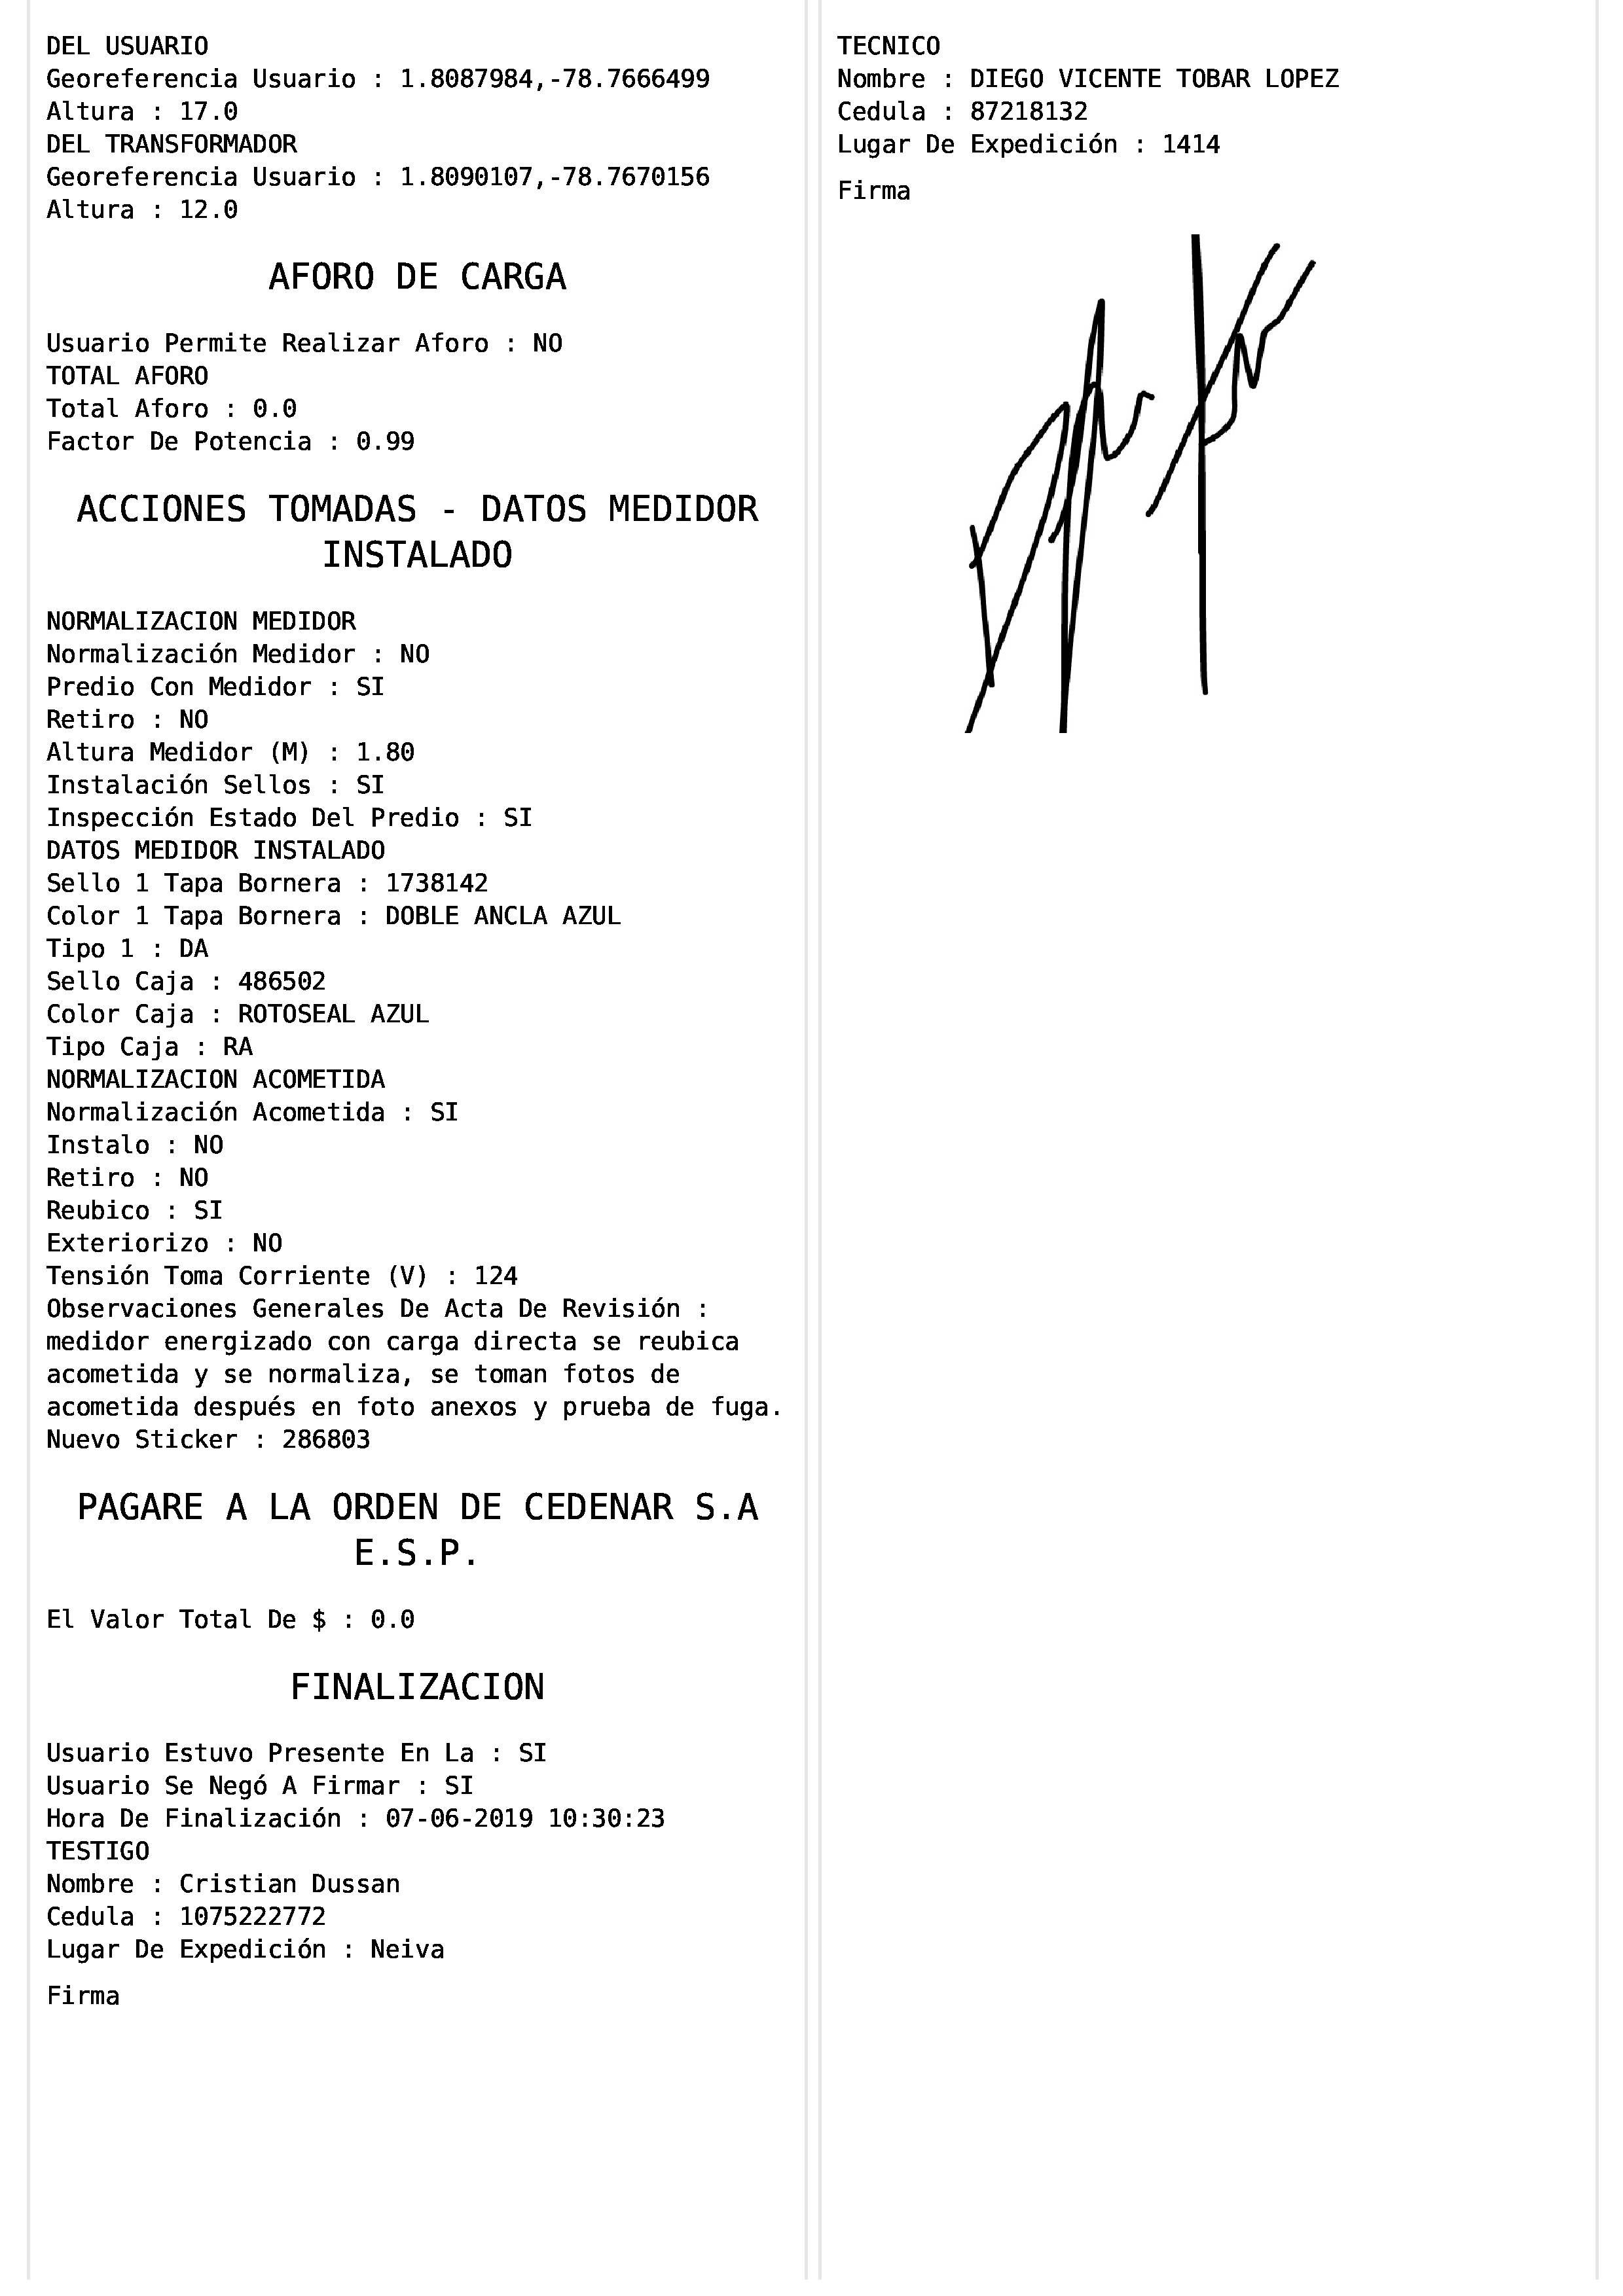 DEL USUARIO
Georeferencia Usuario : 1.8087984,-78.7666499
Altura : 17.0
DEL TRANSFORMADOR
Georeferencia Usuario : 1.8090107,-78.7670156
Altura : 12.0
AFORO DE CARGA
Usuario Permite Realizar Aforo : NO
TOTAL AFORO
Total Aforo : 0.0
Factor De Potencia : 0.99
ACCIONES TOMADAS - DATOS MEDIDOR
INSTALADO
NORMALIZACION MEDIDOR
Normalización Medidor : NO
Predio Con Medidor : SI
Retiro : NO
Altura Medidor (M) : 1.80
Instalación Sellos : SI
Inspección Estado Del Predio : SI
DATOS MEDIDOR INSTALADO
Sello 1 Tapa Bornera : 1738142
Color 1 Tapa Bornera : DOBLE ANCLA AZUL
Tipo 1 : DA
Sello Caja : 486502
Color Caja : ROTOSEAL AZUL
Tipo Caja : RA
NORMALIZACION ACOMETIDA
Normalización Acometida : SI
Instalo : NO
Retiro : NO
Reubico : SI
Exteriorizo : NO
Tensión Toma Corriente (V) : 124
Observaciones Generales De Acta De Revisión :
medidor energizado con carga directa se reubica
acometida y se normaliza, se toman fotos de
acometida después en foto anexos y prueba de fuga.
Nuevo Sticker : 286803
PAGARE A LA ORDEN DE CEDENAR S.A
E.S.P.
El Valor Total De $ : 0.0
FINALIZACION
Usuario Estuvo Presente En La : SI
Usuario Se Negó A Firmar : SI
Hora De Finalización : 07-06-2019 10:30:23
TESTIGO
Nombre : Cristian Dussan
Cedula : 1075222772
Lugar De Expedición : Neiva
Firma
TECNICO
Nombre : DIEGO VICENTE TOBAR LOPEZ
Cedula : 87218132
Lugar De Expedición : 1414
Firma